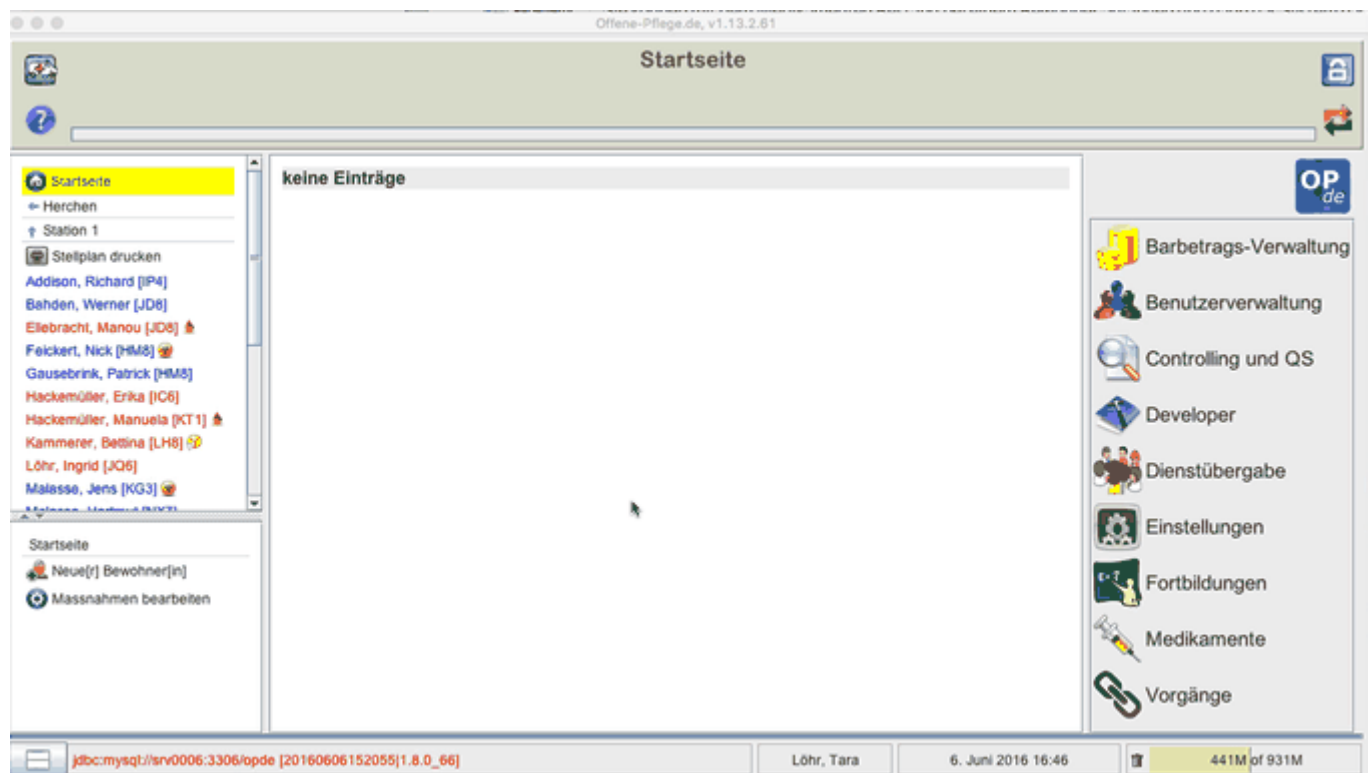 Offene-Pflege.de, v1.13.2.61
Startseite
Startseite
Herchen
Station 1
Stellplan drucken
Addison, Richard [IP4]
Bahden, Werner [JD8]
Ellebracht, Manou [JD8]
Feickert, Nick [HM8]
Gausebrink, Patrick [HM8]
Hackemüller, Erika [IC6]
Hackemüller, Manuela [KT1]
Kammerer, Bettina [LH8]
Löhr, Ingrid [JQ6]
Malasse, Jens [KG3]
Startseite
Neue[r] Bewohner[in]
Massnahmen bearbeiten
keine Einträge
OP
de
Barbetrags-Verwaltung
Benutzerverwaltung
Controlling und QS
Developer
Dienstübergabe
Einstellungen
Fortbildungen
Medikamente
Vorgänge
jdbc:mysql://srv0006:3306/opde [20160606152055|1.8.0_66]
Löhr, Tara
6. Juni 2016 16:46
441M of 931M